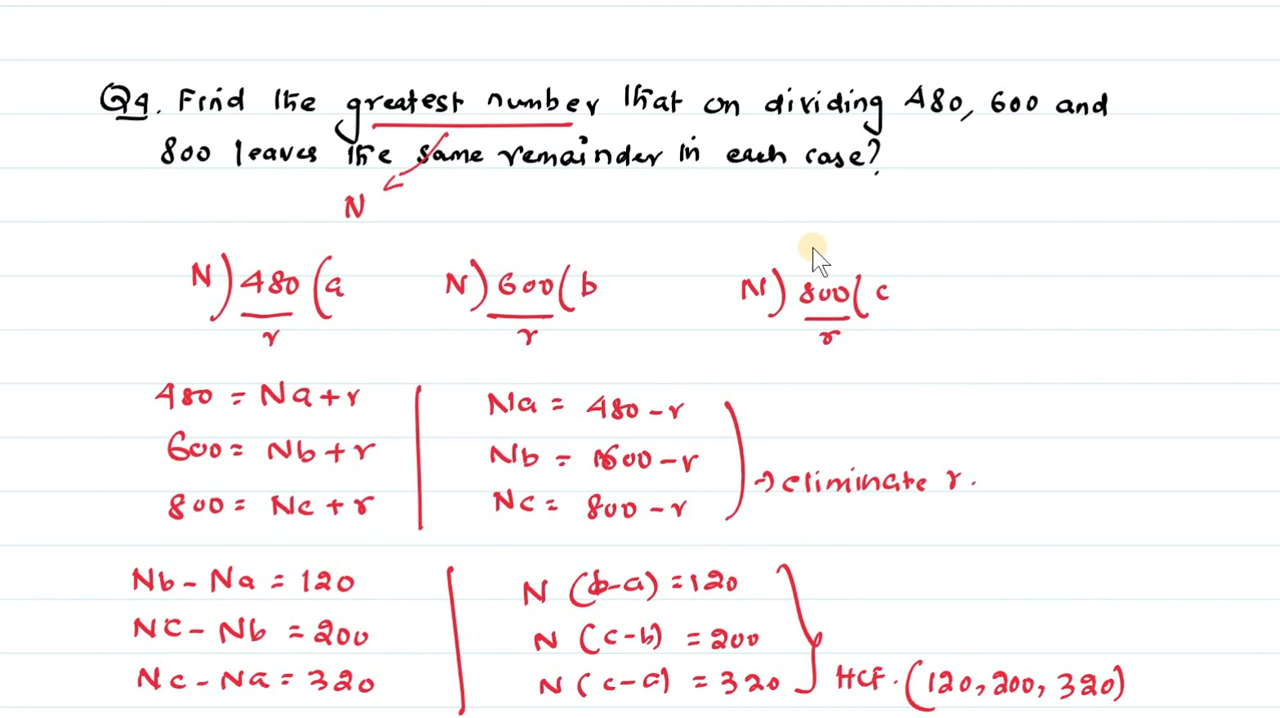 Q9. Find the greatest number that on dividing 480, 600 and
800 leaves the same remainder in each case?
N
N) 480 (a N) 600 (b N) 800 (c
r r r
480 = Na + r Na = 480 - r
600 = Nb + r Nb = 600 - r → eliminate r.
800 = Nc + r Nc = 800 - r
Nb - Na = 120 N (b-a) = 120
Nc - Nb = 200 N (c-b) = 200
Nc - Na = 320 N (c-a) = 320 HCF. (120, 200, 320)